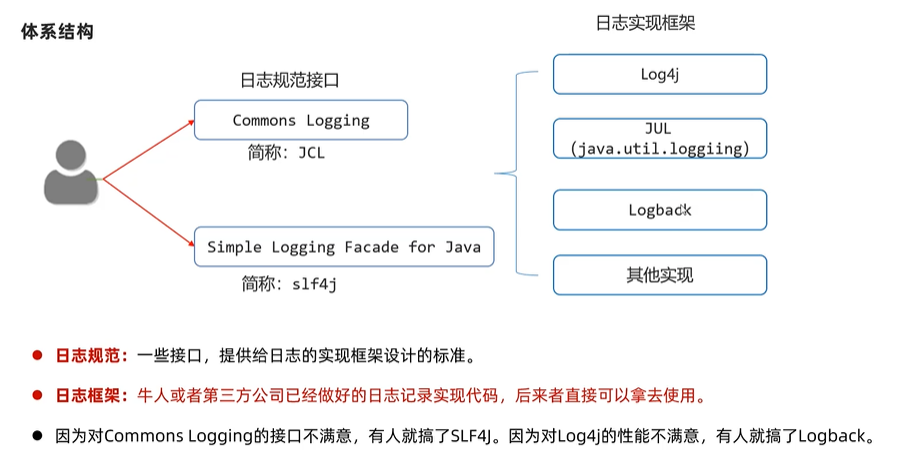 体系结构
日志实现框架
日志规范接口
Log4j
Commons Logging
JUL
(java.util.loggiing)
简称：JCL
Logback
Simple Logging Facade for Java
其他实现
简称：slf4j
日志规范：一些接口，提供给日志的实现框架设计的标准。
日志框架：牛人或者第三方公司已经做好的日志记录实现代码，后来者直接可以拿去使用。
因为对Commons Logging的接口不满意，有人就搞了SLF4J。因为对Log4j的性能不满意，有人就搞了Logback。